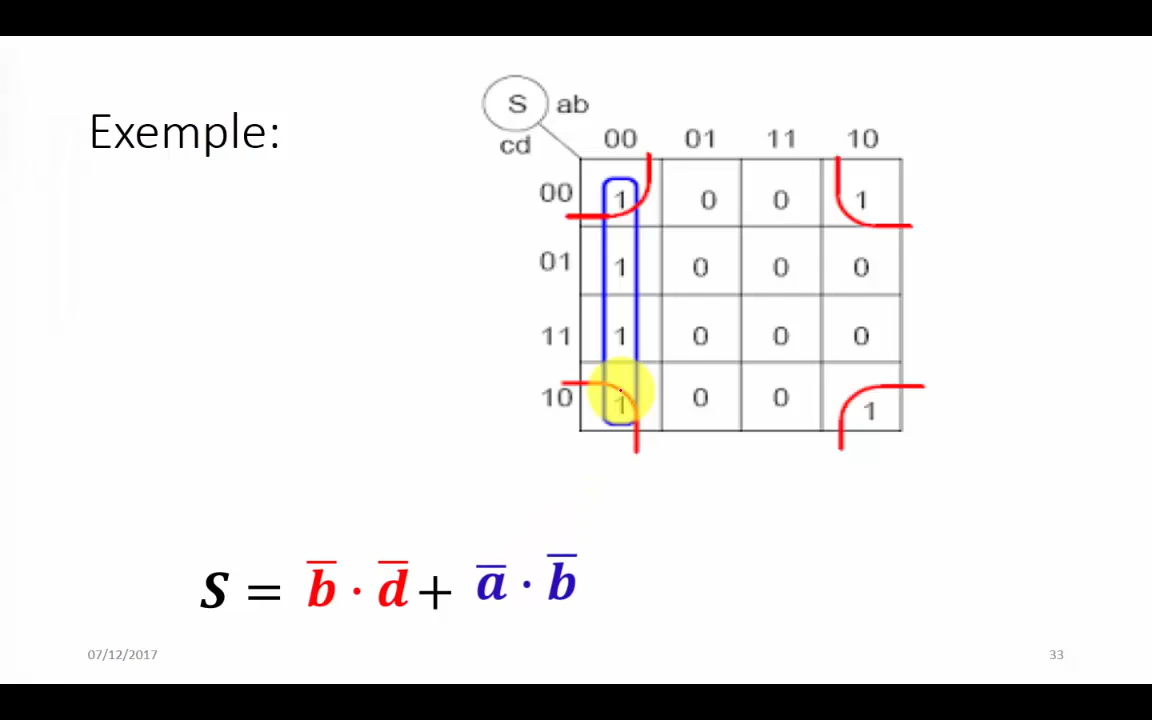 Exemple:
S ab
cd 00 01 11 10
00 1 0 0 1
01 1 0 0 0
11 1 0 0 0
10 1 0 0 1
S = b̅ · d̅ + a̅ · b̅
07/12/2017 33